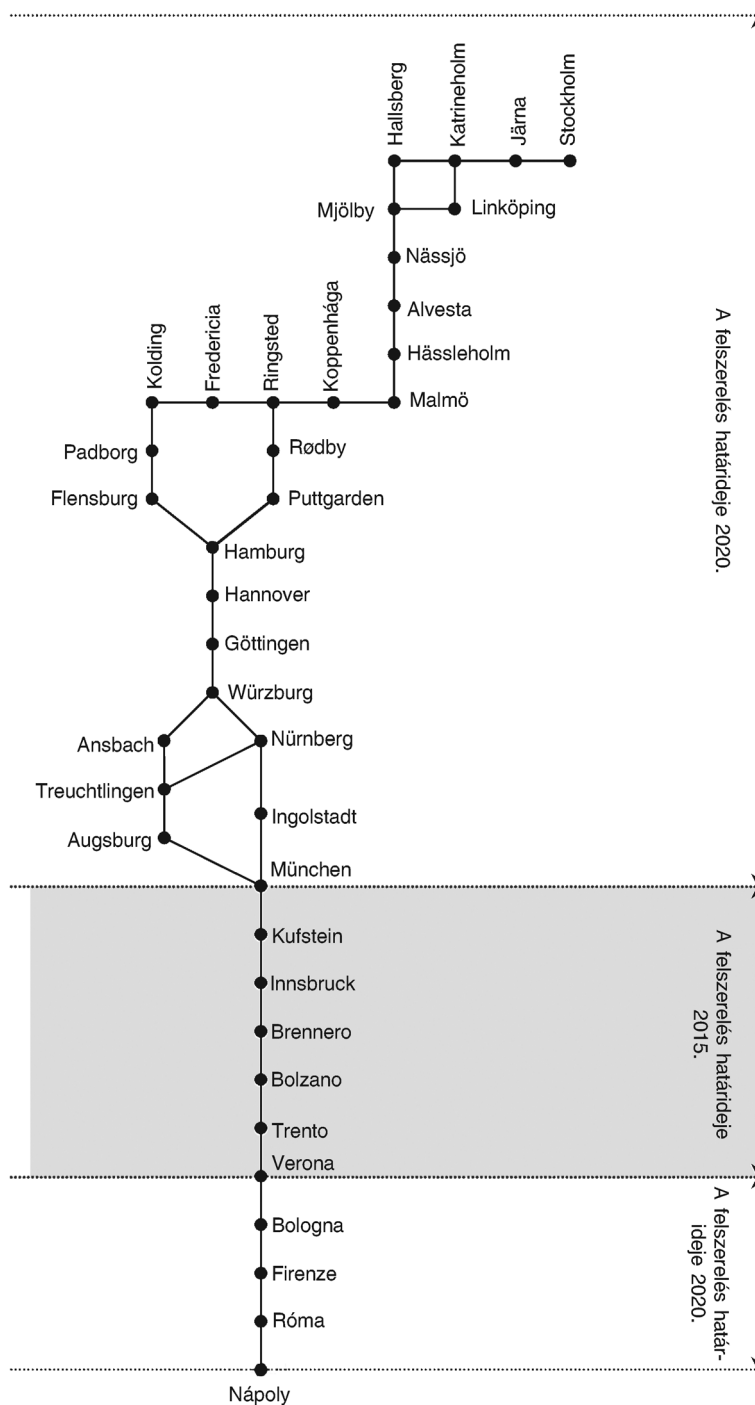 Hallsberg
Katrineholm
Järna
Stockholm
Mjölby
Linköping
Nässjö
Alvesta
Hässleholm
Malmö
Kolding
Fredericia
Ringsted
Koppenhága
Padborg
Rødby
Flensburg
Puttgarden
Hamburg
Hannover
Göttingen
Würzburg
Ansbach
Nürnberg
Treuchtlingen
Ingolstadt
Augsburg
München
A felszerelés határideje 2020.
Kufstein
Innsbruck
Brennero
Bolzano
Trento
Verona
A felszerelés határideje
2015.
Bologna
Firenze
Róma
Nápoly
A felszerelés határ-
ideje 2020.